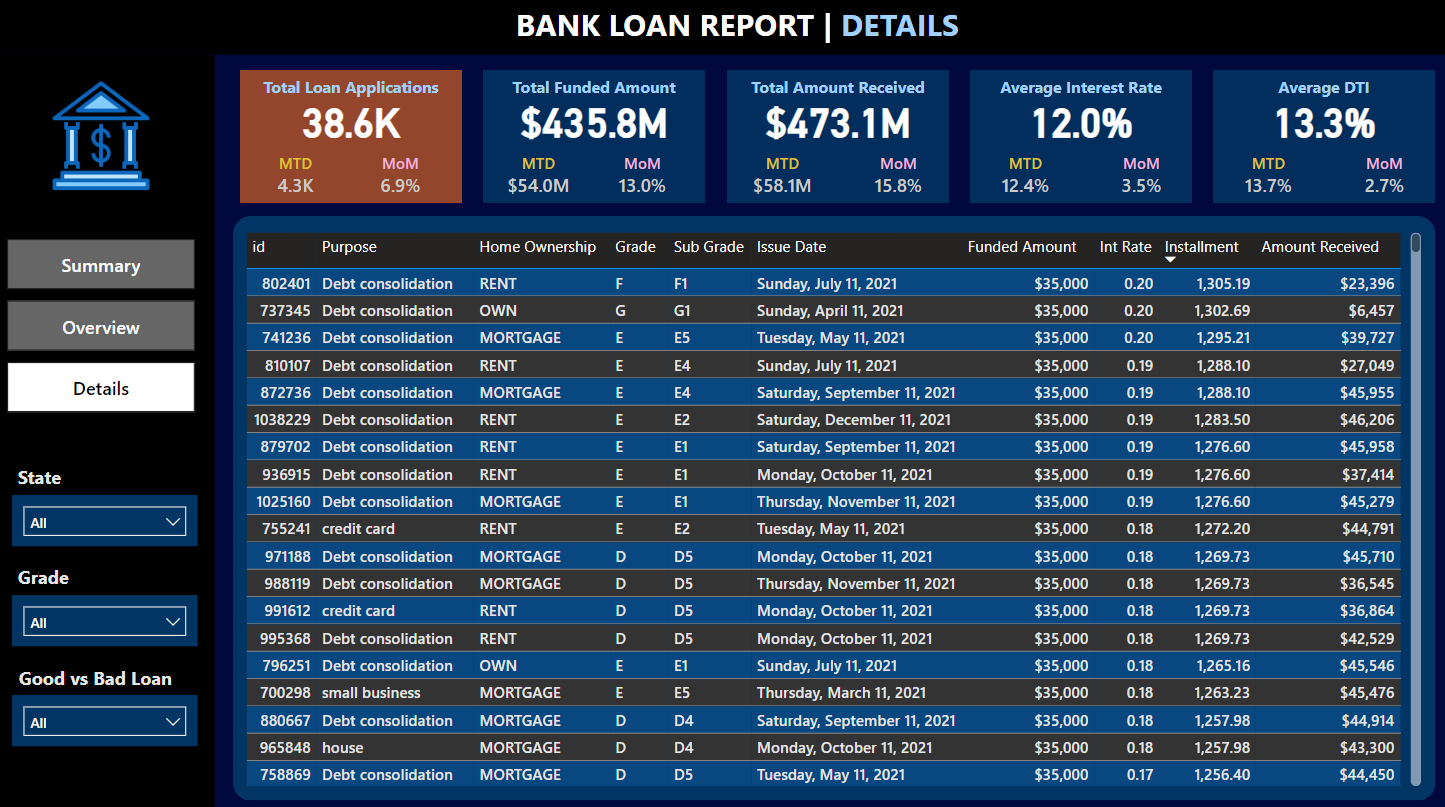 BANK LOAN REPORT | DETAILS
$
Total Loan Applications
38.6K
MTD MoM
4.3K 6.9%
Total Funded Amount
$435.8M
MTD MoM
$54.0M 13.0%
Total Amount Received
$473.1M
MTD MoM
$58.1M 15.8%
Average Interest Rate
12.0%
MTD MoM
12.4% 3.5%
Average DTI
13.3%
MTD MoM
13.7% 2.7%
Summary
Overview
Details
State
All
Grade
All
Good vs Bad Loan
All
id Purpose Home Ownership Grade Sub Grade Issue Date Funded Amount Int Rate Installment Amount Received
802401 Debt consolidation RENT F F1 Sunday, July 11, 2021 $35,000 0.20 1,305.19 $23,396
737345 Debt consolidation OWN G G1 Sunday, April 11, 2021 $35,000 0.20 1,302.69 $6,457
741236 Debt consolidation MORTGAGE E E5 Tuesday, May 11, 2021 $35,000 0.20 1,295.21 $39,727
810107 Debt consolidation RENT E E4 Sunday, July 11, 2021 $35,000 0.19 1,288.10 $27,049
872736 Debt consolidation MORTGAGE E E4 Saturday, September 11, 2021 $35,000 0.19 1,288.10 $45,955
1038229 Debt consolidation RENT E E2 Saturday, December 11, 2021 $35,000 0.19 1,283.50 $46,206
879702 Debt consolidation RENT E E1 Saturday, September 11, 2021 $35,000 0.19 1,276.60 $45,958
936915 Debt consolidation RENT E E1 Monday, October 11, 2021 $35,000 0.19 1,276.60 $37,414
1025160 Debt consolidation MORTGAGE E E1 Thursday, November 11, 2021 $35,000 0.19 1,276.60 $45,279
755241 credit card RENT E E2 Tuesday, May 11, 2021 $35,000 0.18 1,272.20 $44,791
971188 Debt consolidation MORTGAGE D D5 Monday, October 11, 2021 $35,000 0.18 1,269.73 $45,710
988119 Debt consolidation MORTGAGE D D5 Thursday, November 11, 2021 $35,000 0.18 1,269.73 $36,545
991612 credit card RENT D D5 Monday, October 11, 2021 $35,000 0.18 1,269.73 $36,864
995368 Debt consolidation RENT D D5 Monday, October 11, 2021 $35,000 0.18 1,269.73 $42,529
796251 Debt consolidation OWN E E1 Sunday, July 11, 2021 $35,000 0.18 1,265.16 $45,546
700298 small business MORTGAGE E E5 Thursday, March 11, 2021 $35,000 0.18 1,263.23 $45,476
880667 Debt consolidation MORTGAGE D D4 Saturday, September 11, 2021 $35,000 0.18 1,257.98 $44,914
965848 house MORTGAGE D D4 Monday, October 11, 2021 $35,000 0.18 1,257.98 $43,300
758869 Debt consolidation MORTGAGE D D5 Tuesday, May 11, 2021 $35,000 0.17 1,256.40 $44,450